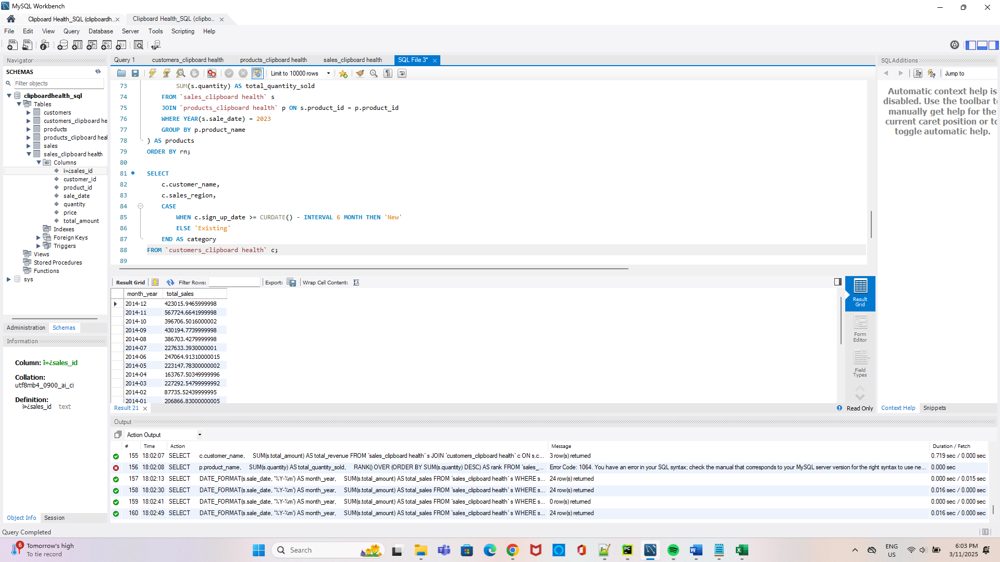 MySQL Workbench
Clipboard Health_SQL (clipboardh...
Clipboard Health_SQL (clipbo...
File Edit View Query Database Server Tools Scripting Help
Navigator
SCHEMAS
Filter objects
clipboardhealth_sql
Tables
customers
customers_clipboard he
products
products_clipboard heal
sales
sales_clipboard health
Columns
ï»¿sales_id
customer_id
product_id
sale_date
quantity
price
total_amount
Indexes
Foreign Keys
Triggers
Views
Stored Procedures
Functions
sys
Administration Schemas
Information
Column: ï»¿sales_id
Collation:
utf8mb4_0900_ai_ci
Definition:
ï»¿sales_id text
Object Info Session
Query 1 customers_clipboard health products_clipboard health sales_clipboard health SQL File 3*
Limit to 10000 rows
73 SUM(s.quantity) AS total_quantity_sold
74 FROM `sales_clipboard health` s
75 JOIN `products_clipboard health` p ON s.product_id = p.product_id
76 WHERE YEAR(s.sale_date) = 2023
77 GROUP BY p.product_name
78 ) AS products
79 ORDER BY rn;
80
81 SELECT
82 c.customer_name,
83 c.sales_region,
84 CASE
85 WHEN c.sign_up_date >= CURDATE() - INTERVAL 6 MONTH THEN 'New'
86 ELSE 'Existing'
87 END AS category
88 FROM `customers_clipboard health` c;
89
Result Grid Filter Rows: Export: Wrap Cell Content:
month_year total_sales
2014-12 423015.9465999998
2014-11 567724.6641999998
2014-10 396706.5016000002
2014-09 430194.7739999998
2014-08 386703.4279999998
2014-07 227633.3930000001
2014-06 247064.91310000015
2014-05 223147.78300000002
2014-04 163767.50349999996
2014-03 227292.54799999992
2014-02 87735.52439999995
2014-01 206866.83000000005
Result Grid
Form Editor
Field Types
Result 21
Read Only
SQLAdditions
Jump to
Automatic context help is
disabled. Use the toolbar to
manually get help for the
current caret position or to
toggle automatic help.
Context Help Snippets
Output
Action Output
# Time Action Message Duration / Fetch
155 18:02:07 SELECT c.customer_name, SUM(s.total_amount) AS total_revenue FROM `sales_clipboard health` s JOIN `customers_clipboard health` c ON s.c... 3 row(s) returned 0.719 sec / 0.000 sec
156 18:02:08 SELECT p.product_name, SUM(s.quantity) AS total_quantity_sold, RANK() OVER (ORDER BY SUM(s.quantity) DESC) AS rank FROM `sales_... Error Code: 1064. You have an error in your SQL syntax; check the manual that corresponds to your MySQL server version for the right syntax to use ne... 0.000 sec
157 18:02:13 SELECT DATE_FORMAT(s.sale_date, '%Y-%m') AS month_year, SUM(s.total_amount) AS total_sales FROM `sales_clipboard health` s WHERE s... 24 row(s) returned 0.000 sec / 0.015 sec
158 18:02:30 SELECT DATE_FORMAT(s.sale_date, '%Y-%m') AS month_year, SUM(s.total_amount) AS total_sales FROM `sales_clipboard health` s WHERE s... 24 row(s) returned 0.016 sec / 0.000 sec
159 18:02:41 SELECT DATE_FORMAT(s.sale_date, '%Y-%m') AS month_year, SUM(s.total_amount) AS total_sales FROM `sales_clipboard health` s WHERE s... 0 row(s) returned 0.000 sec / 0.000 sec
160 18:02:49 SELECT DATE_FORMAT(s.sale_date, '%Y-%m') AS month_year, SUM(s.total_amount) AS total_sales FROM `sales_clipboard health` s WHERE s... 24 row(s) returned 0.016 sec / 0.000 sec
Query Completed
6
Tomorrow's high
To tie record
Search
ENG
US
6:03 PM
3/11/2025